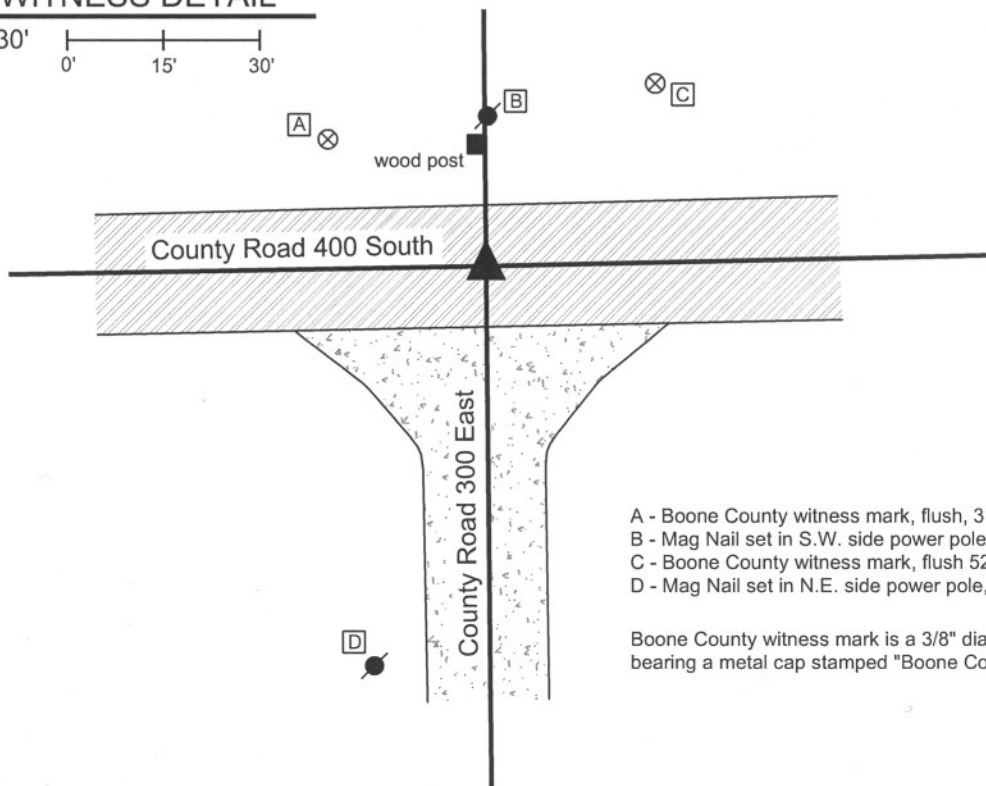 WITNESS DETAIL
30'
0' 15' 30'
A
B
C
wood post
County Road 400 South
County Road 300 East
D
A - Boone County witness mark, flush, 3
B - Mag Nail set in S.W. side power pole
C - Boone County witness mark, flush 52
D - Mag Nail set in N.E. side power pole,
Boone County witness mark is a 3/8" dia
bearing a metal cap stamped "Boone Co